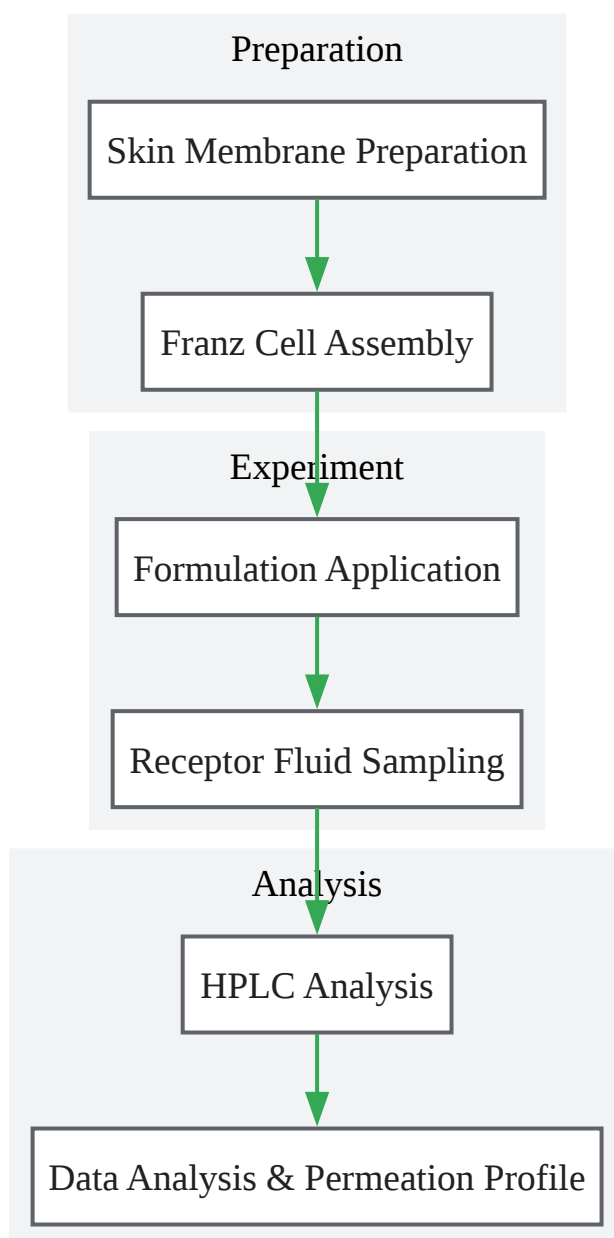 Preparation
Skin Membrane Preparation
Franz Cell Assembly
Experiment
Formulation Application
Receptor Fluid Sampling
Analysis
HPLC Analysis
Data Analysis & Permeation Profile